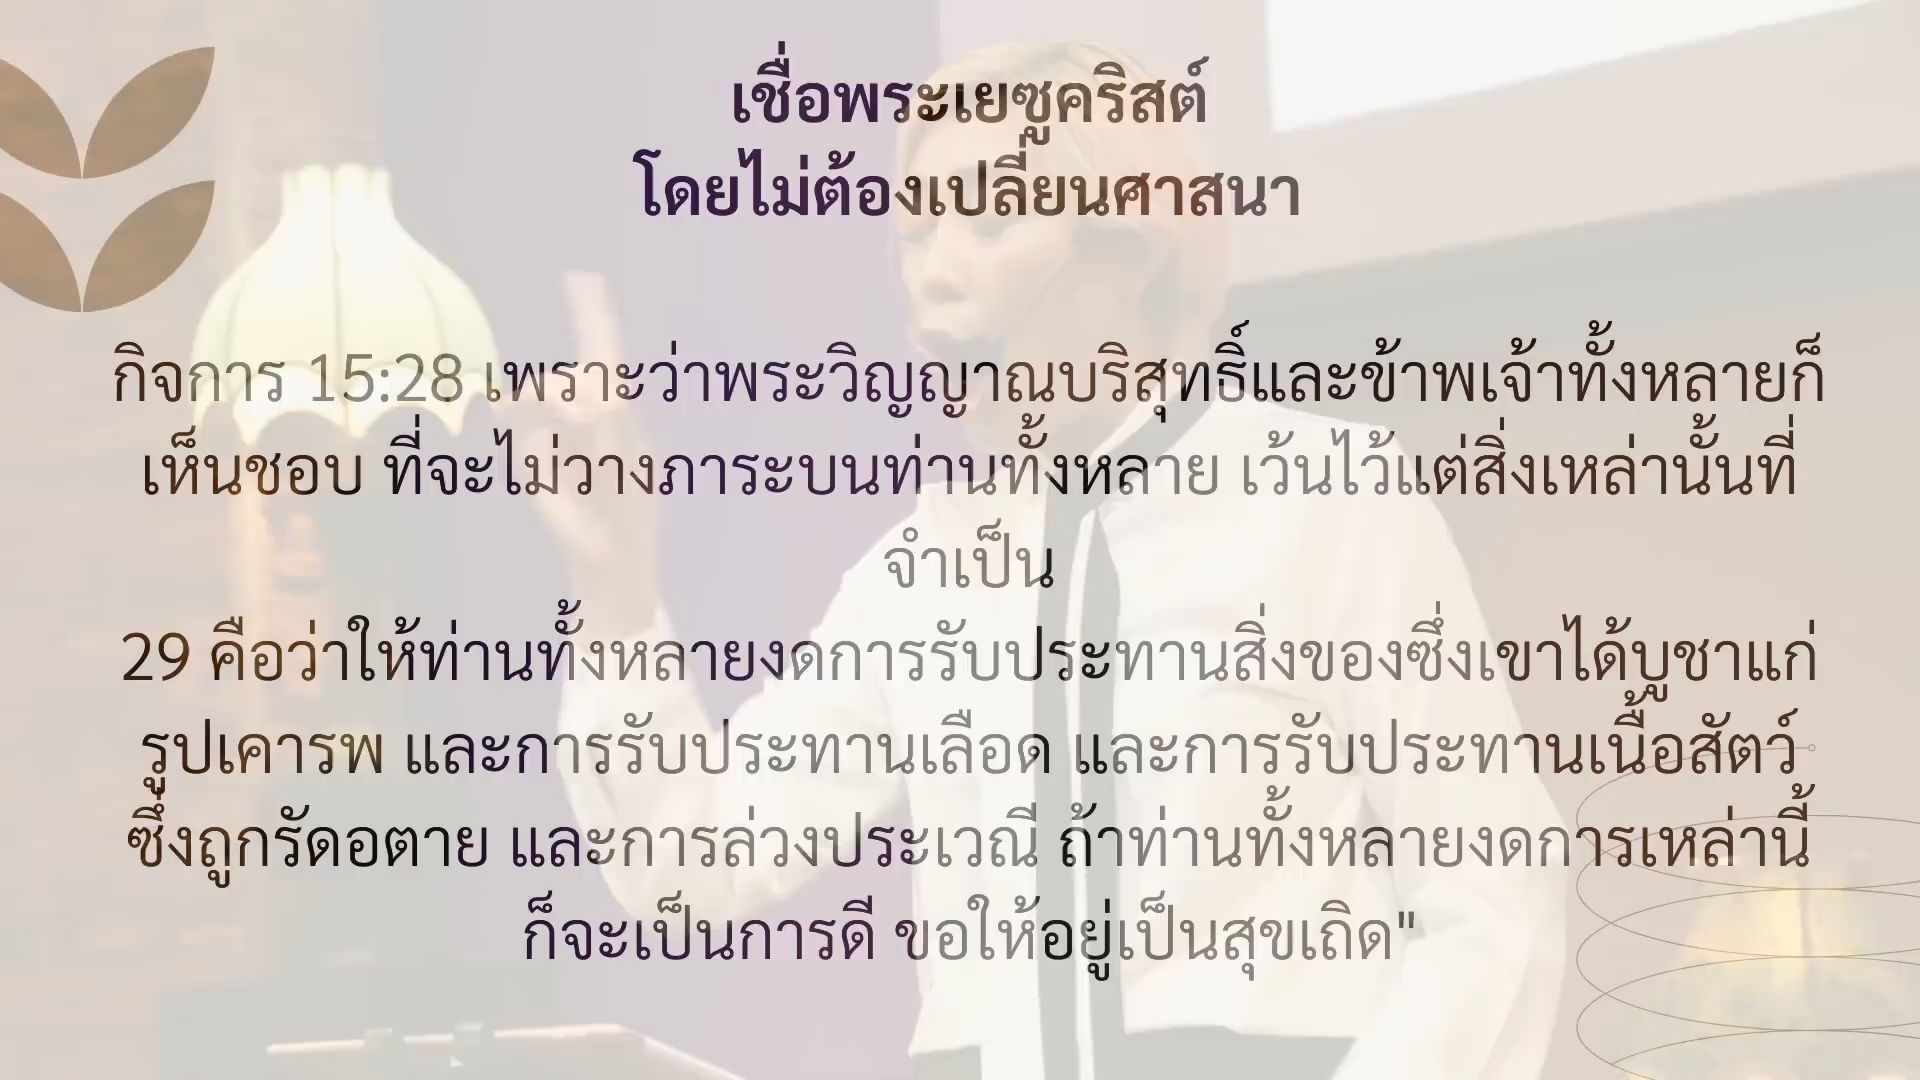 เชื่อพระเยซูคริสต์
โดยไม่ต้องเปลี่ยนศาสนา
กิจการ 15:28 เพราะว่าพระวิญญาณบริสุทธิ์และข้าพเจ้าทั้งหลายก็
เห็นชอบ ที่จะไม่วางภาระบนท่านทั้งหลาย เว้นไว้แต่สิ่งเหล่านั้นที่
จำเป็น
29 คือว่าให้ท่านทั้งหลายงดการรับประทานสิ่งของซึ่งเขาได้บูชาแก่
รูปเคารพ และการรับประทานเลือด และการรับประทานเนื้อสัตว์
ซึ่งถูกรัดอตาย และการล่วงประเวณี ถ้าท่านทั้งหลายงดการเหล่านี้
ก็จะเป็นการดี ขอให้อยู่เป็นสุขเถิด"